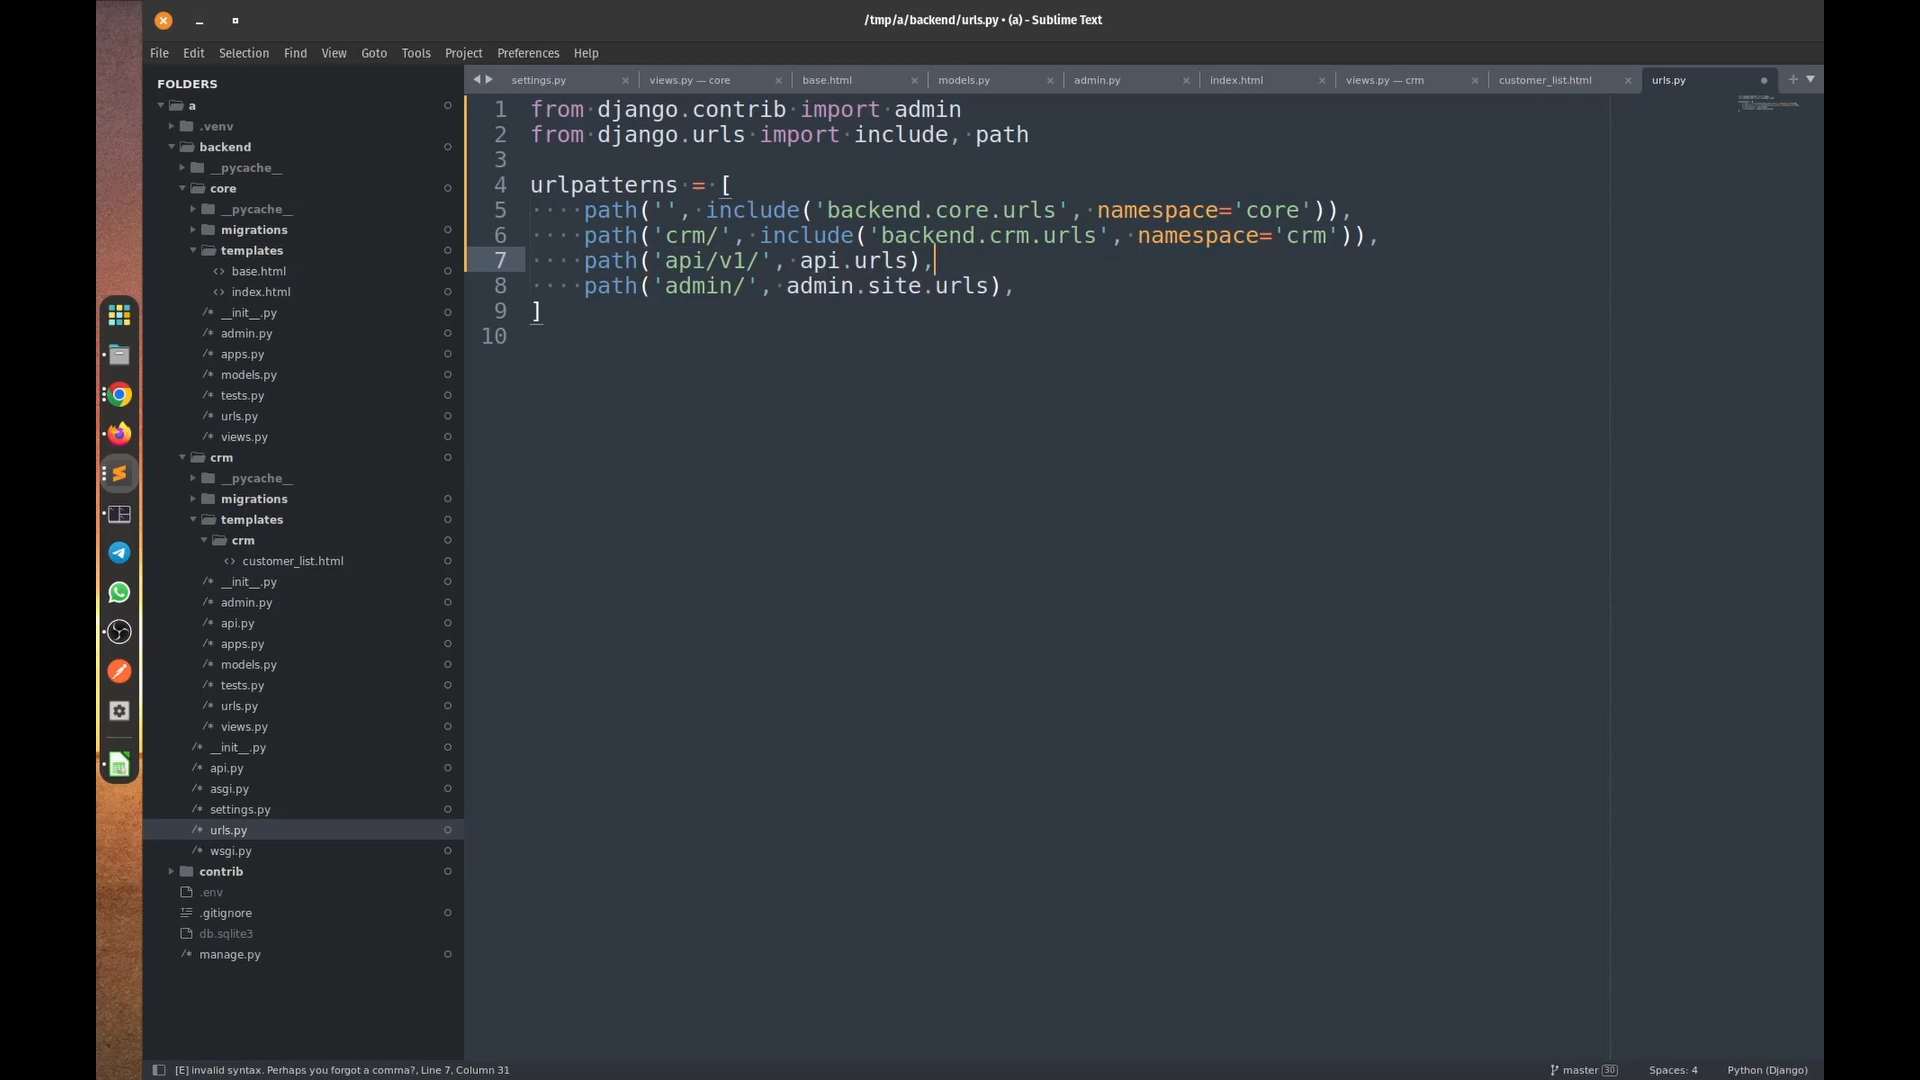 /tmp/a/backend/urls.py • (a) - Sublime Text
File Edit Selection Find View Goto Tools Project Preferences Help
FOLDERS
a
.venv
backend
__pycache__
core
__pycache__
migrations
templates
base.html
index.html
__init__.py
admin.py
apps.py
models.py
tests.py
urls.py
views.py
crm
__pycache__
migrations
templates
crm
customer_list.html
__init__.py
admin.py
api.py
apps.py
models.py
tests.py
urls.py
views.py
__init__.py
api.py
asgi.py
settings.py
urls.py
wsgi.py
contrib
.env
.gitignore
db.sqlite3
manage.py
settings.py views.py — core base.html models.py admin.py index.html views.py — crm customer_list.html urls.py
1 from django.contrib import admin
2 from django.urls import include, path
3
4 urlpatterns = [
5 path('', include('backend.core.urls', namespace='core')),
6 path('crm/', include('backend.crm.urls', namespace='crm')),
7 path('api/v1/', api.urls),
8 path('admin/', admin.site.urls),
9 ]
10
[E] invalid syntax. Perhaps you forgot a comma?, Line 7, Column 31 master 30 Spaces: 4 Python (Django)